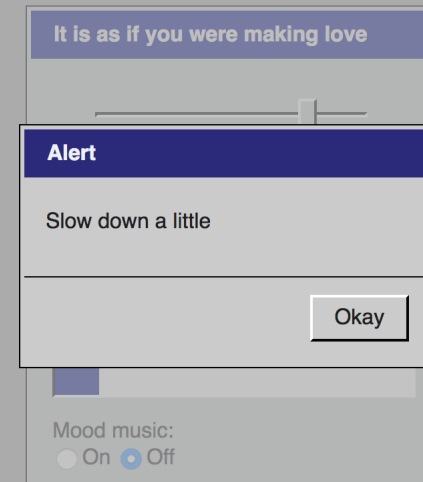 It is as if you were making love
Alert
Slow down a little
Okay
Mood music:
On Off